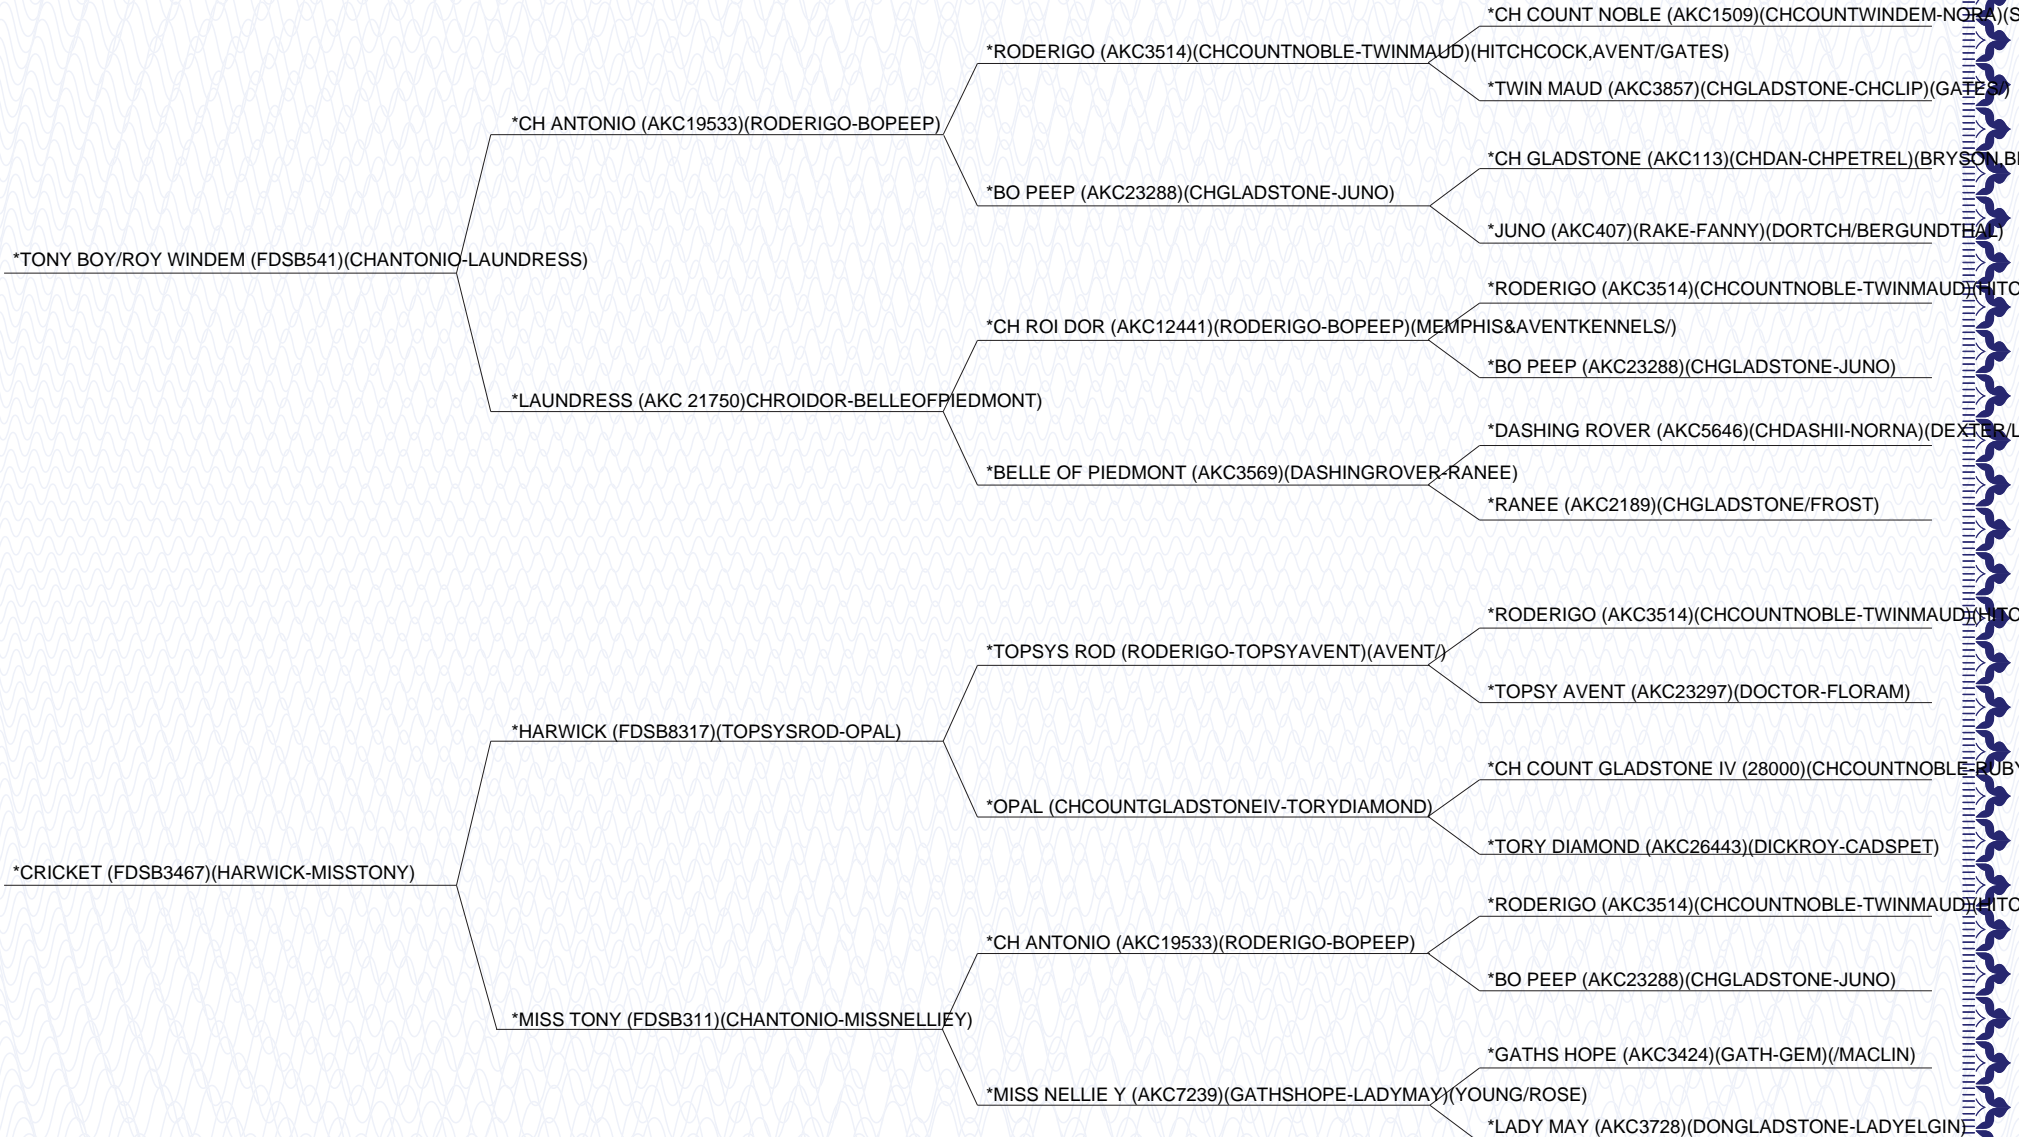 *CH COUNT NOBLE (AKC1509)(CHCOUNTWINDEM-NORA)(S
*RODERIGO (AKC3514)(CHCOUNTNOBLE-TWINMAUD)(HITCHCOCK,AVENT/GATES)
*TWIN MAUD (AKC3857)(CHGLADSTONE-CHCLIP)(GATES/)
*CH ANTONIO (AKC19533)(RODERIGO-BOPEEP)
*CH GLADSTONE (AKC113)(CHDAN-CHPETREL)(BRYSON,B
*BO PEEP (AKC23288)(CHGLADSTONE-JUNO)
*JUNO (AKC407)(RAKE-FANNY)(DORTCH/BERGUNDTHAL)
*TONY BOY/ROY WINDEM (FDSB541)(CHANTONIO-LAUNDRESS)
*RODERIGO (AKC3514)(CHCOUNTNOBLE-TWINMAUD)(HITC
*CH ROI DOR (AKC12441)(RODERIGO-BOPEEP)(MEMPHIS&AVENTKENNELS/)
*BO PEEP (AKC23288)(CHGLADSTONE-JUNO)
*LAUNDRESS (AKC 21750)CHROIDOR-BELLEOFPIEDMONT)
*DASHING ROVER (AKC5646)(CHDASHII-NORNA)(DEXTER/L
*BELLE OF PIEDMONT (AKC3569)(DASHINGROVER-RANEE)
*RANEE (AKC2189)(CHGLADSTONE/FROST)
*RODERIGO (AKC3514)(CHCOUNTNOBLE-TWINMAUD)(HITC
*TOPSYS ROD (RODERIGO-TOPSYAVENT)(AVENT/)
*TOPSY AVENT (AKC23297)(DOCTOR-FLORAM)
*HARWICK (FDSB8317)(TOPSYSROD-OPAL)
*CH COUNT GLADSTONE IV (28000)(CHCOUNTNOBLE-RUBY
*OPAL (CHCOUNTGLADSTONEIV-TORYDIAMOND)
*TORY DIAMOND (AKC26443)(DICKROY-CADSPET)
*CRICKET (FDSB3467)(HARWICK-MISSTONY)
*RODERIGO (AKC3514)(CHCOUNTNOBLE-TWINMAUD)(HITC
*CH ANTONIO (AKC19533)(RODERIGO-BOPEEP)
*BO PEEP (AKC23288)(CHGLADSTONE-JUNO)
*MISS TONY (FDSB311)(CHANTONIO-MISSNELLIEY)
*GATHS HOPE (AKC3424)(GATH-GEM)(/MACLIN)
*MISS NELLIE Y (AKC7239)(GATHSHOPE-LADYMAY)(YOUNG/ROSE)
*LADY MAY (AKC3728)(DONGLADSTONE-LADYELGIN)